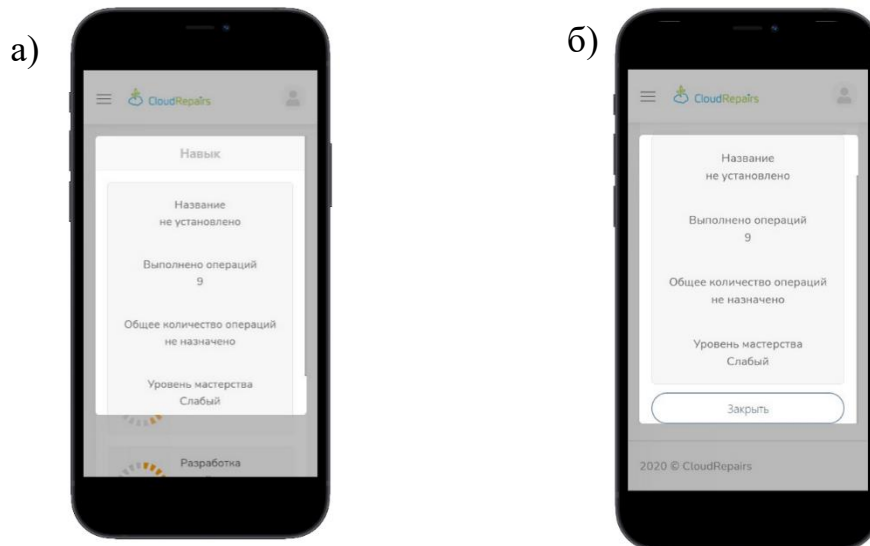 а)
CloudRepairs
Навык
Название
не установлено
Выполнено операций
9
Общее количество операций
не назначено
Уровень мастерства
Слабый
Разработка
б)
CloudRepairs
Название
не установлено
Выполнено операций
9
Общее количество операций
не назначено
Уровень мастерства
Слабый
Закрыть
2020 © CloudRepairs